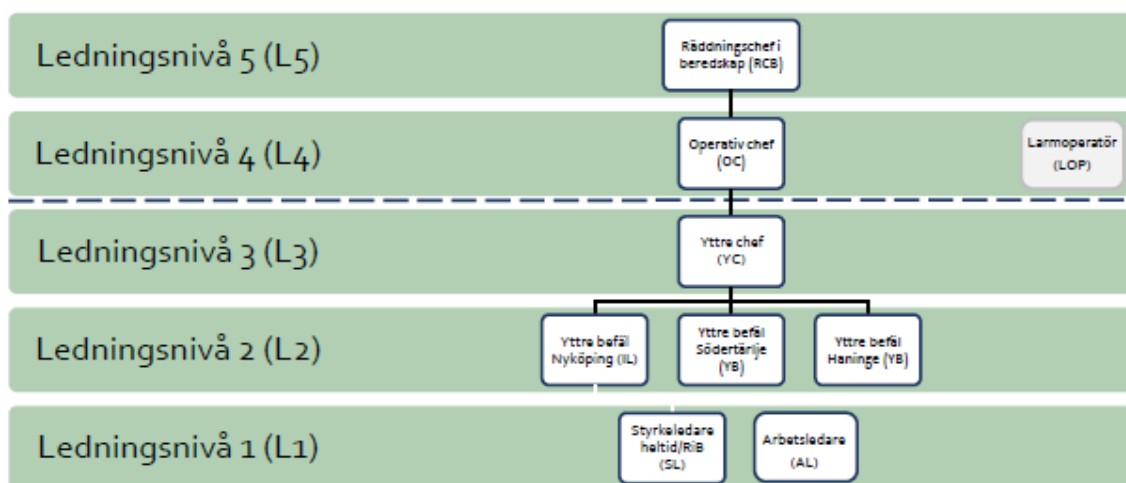 Ledningsnivå 5 (L5)
Räddningschef i
beredskap (RCB)
Ledningsnivå 4 (L4)
Operativ chef
(OC)
Larmoperatör
(LOP)
Ledningsnivå 3 (L3)
Yttre chef
(YC)
Ledningsnivå 2 (L2)
Yttre befäl
Nyköping (IL)
Yttre befäl
Södertärlje
(YB)
Yttre befäl
Haninge (YB)
Ledningsnivå 1 (L1)
Styrkeledare
heltid/RiB
(SL)
Arbetsledare
(AL)